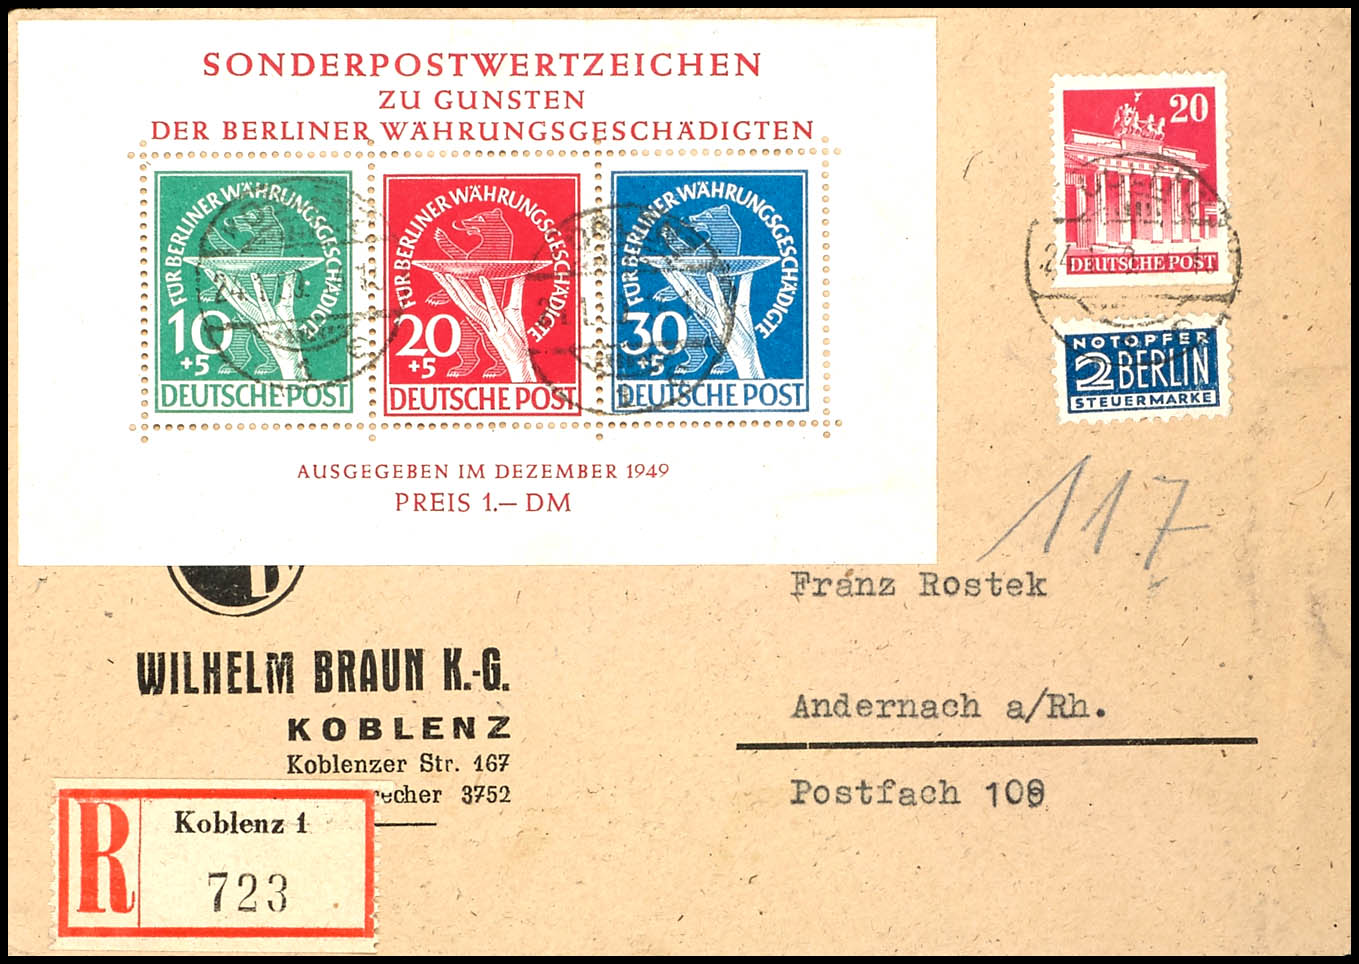 SONDERPOSTWERTZEICHEN
ZU GUNSTEN
DER BERLINER WÄHRUNGSGESCHÄDIGTEN
FÜR BERLINER WÄHRUNGSGESCHÄDIGTE
10
+5
DEUTSCHE POST
FÜR BERLINER WÄHRUNGSGESCHÄDIGTE
20
+5
DEUTSCHE POST
FÜR BERLINER WÄHRUNGSGESCHÄDIGTE
30
+5
DEUTSCHE POST
AUSGEGEBEN IM DEZEMBER 1949
PREIS 1.— DM
20
DEUTSCHE POST
NOTOPFER
2 BERLIN
STEUERMARKE
117
Franz Rostek
Andernach a/Rh.
Postfach 109
WILHELM BRAUN K.-G.
KOBLENZ
Koblenzer Str. 167
recher 3752
R
Koblenz 1
723